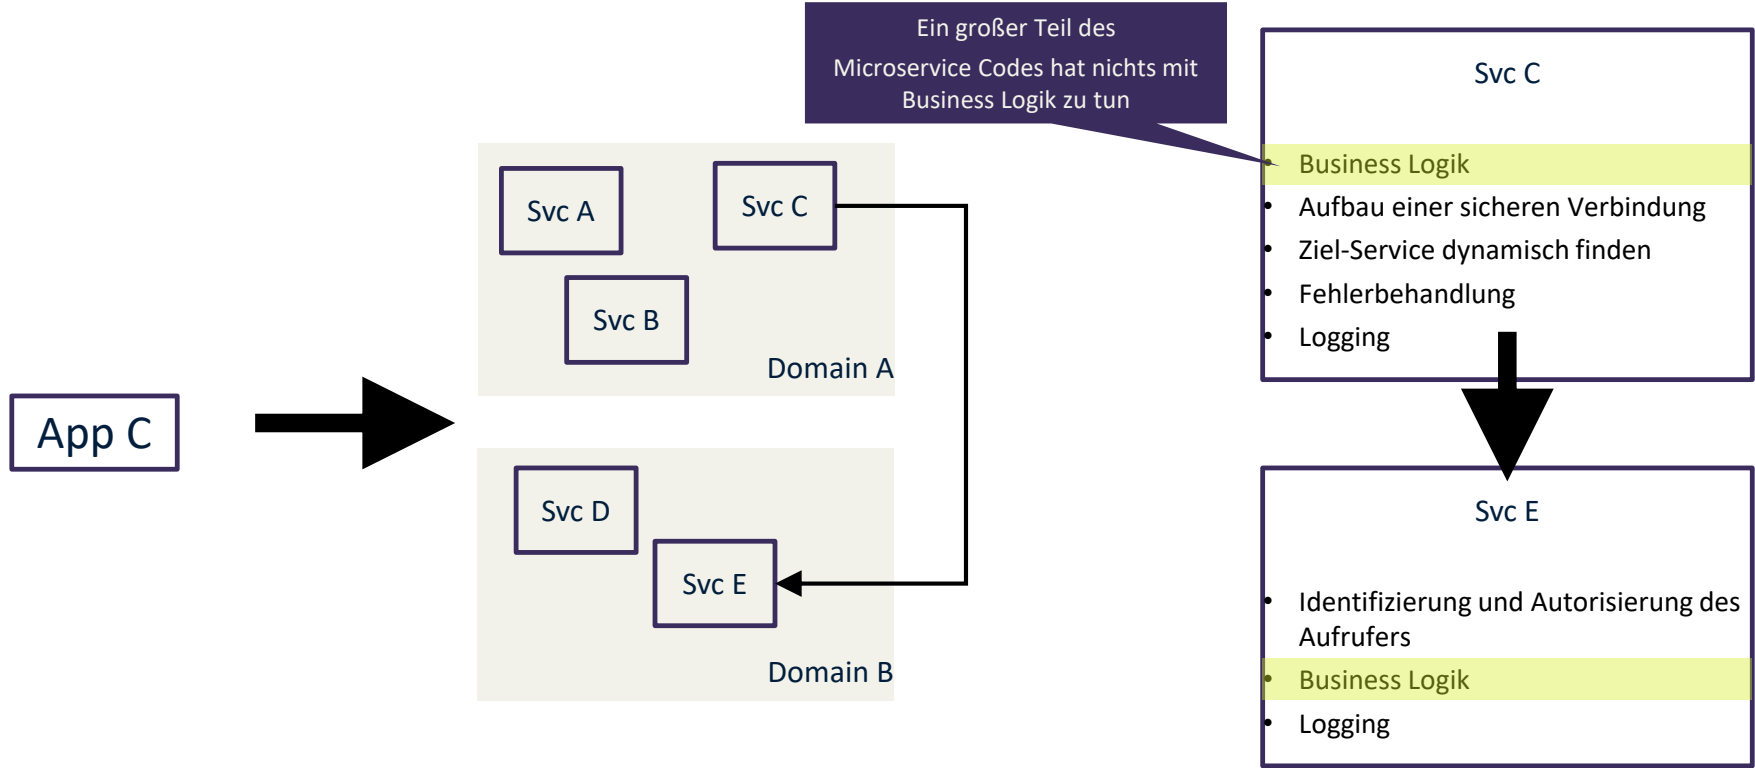 Ein großer Teil des
Microservice Codes hat nichts mit
Business Logik zu tun
App C
Svc A
Svc C
Svc B
Domain A
Svc D
Svc E
Domain B
Svc C
• Business Logik
• Aufbau einer sicheren Verbindung
• Ziel-Service dynamisch finden
• Fehlerbehandlung
• Logging
Svc E
• Identifizierung und Autorisierung des
Aufrufers
• Business Logik
• Logging